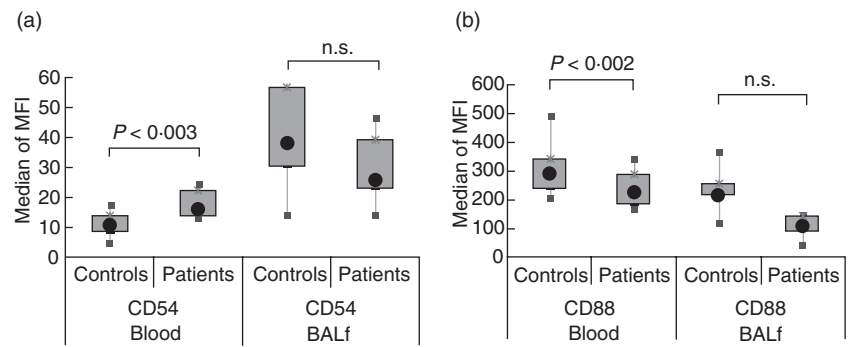 (a)
Median of MFI
60
50
40
30
20
10
0
P < 0·003
n.s.
Controls Patients Controls Patients
CD54 CD54
Blood BALf
(b)
Median of MFI
600
500
400
300
200
100
0
P < 0·002
n.s.
Controls Patients Controls Patients
CD88 CD88
Blood BALf